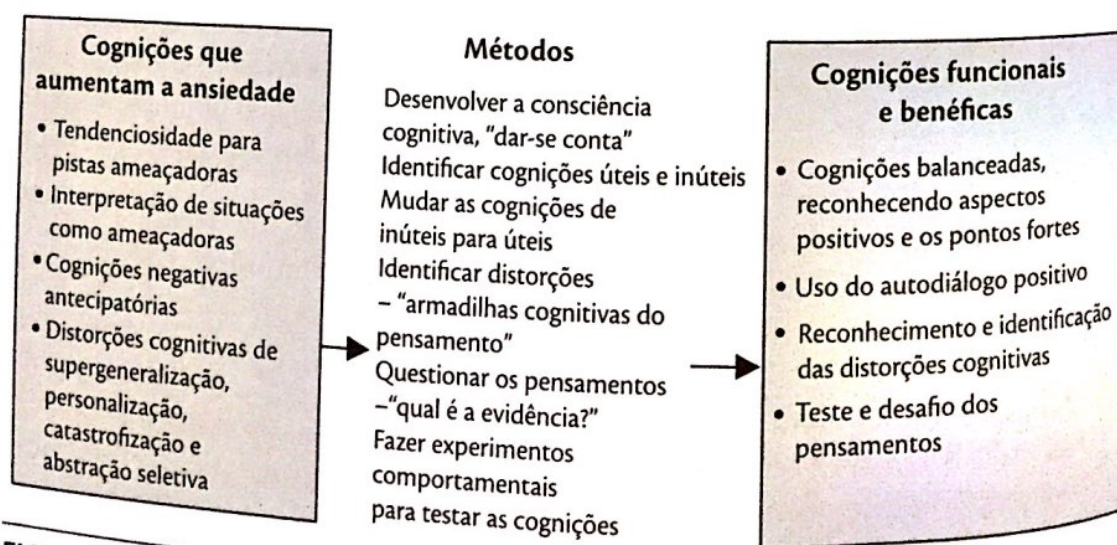 Cognições que
aumentam a ansiedade
• Tendenciosidade para
pistas ameaçadoras
• Interpretação de situações
como ameaçadoras
• Cognições negativas
antecipatórias
• Distorções cognitivas de
supergeneralização,
personalização,
catastrofização e
abstração seletiva
Métodos
Desenvolver a consciência
cognitiva, "dar-se conta"
Identificar cognições úteis e inúteis
Mudar as cognições de
inúteis para úteis
Identificar distorções
– "armadilhas cognitivas do
pensamento"
Questionar os pensamentos
–"qual é a evidência?"
Fazer experimentos
comportamentais
para testar as cognições
Cognições funcionais
e benéficas
• Cognições balanceadas,
reconhecendo aspectos
positivos e os pontos fortes
• Uso do autodiálogo positivo
• Reconhecimento e identificação
das distorções cognitivas
• Teste e desafio dos
pensamentos